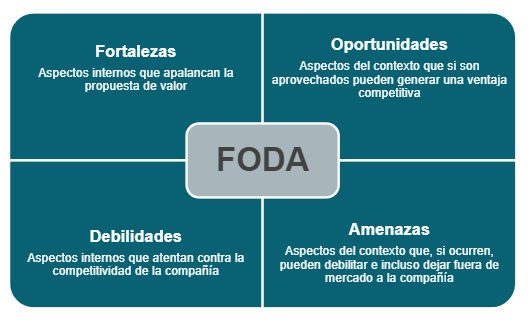 Fortalezas
Aspectos internos que apalancan la
propuesta de valor
Oportunidades
Aspectos del contexto que si son
aprovechados pueden generar una ventaja
competitiva
FODA
Debilidades
Aspectos internos que atentan contra la
competitividad de la compañía
Amenazas
Aspectos del contexto que, si ocurren,
pueden debilitar e incluso dejar fuera de
mercado a la compañía